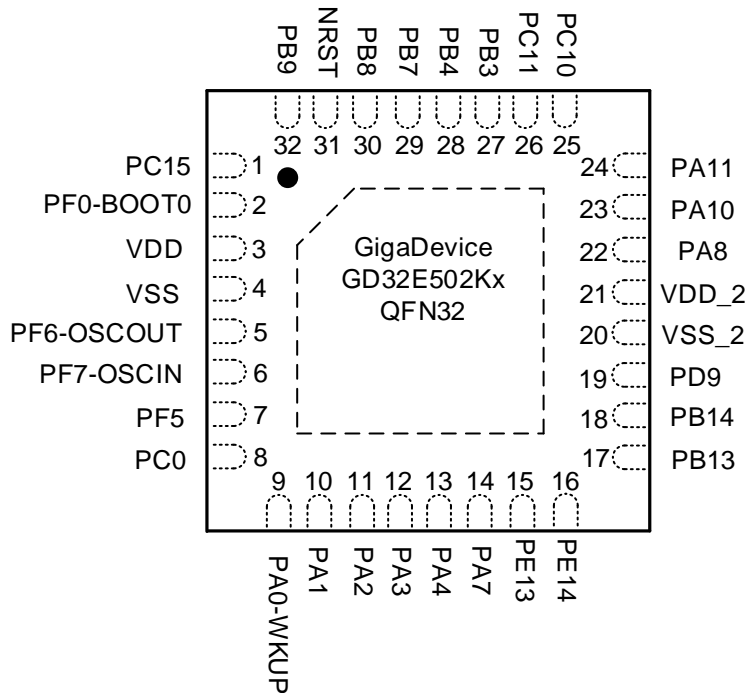 PB9
NRST
PB8
PB7
PB4
PB3
PC11
PC10
32
31
30
29
28
27
26
25
PC15 1
PF0-BOOT0 2
VDD 3
VSS 4
PF6-OSCOUT 5
PF7-OSCIN 6
PF5 7
PC0 8
GigaDevice
GD32E502Kx
QFN32
24 PA11
23 PA10
22 PA8
21 VDD_2
20 VSS_2
19 PD9
18 PB14
17 PB13
9
10
11
12
13
14
15
16
PA0-WKUP
PA1
PA2
PA3
PA4
PA7
PE13
PE14